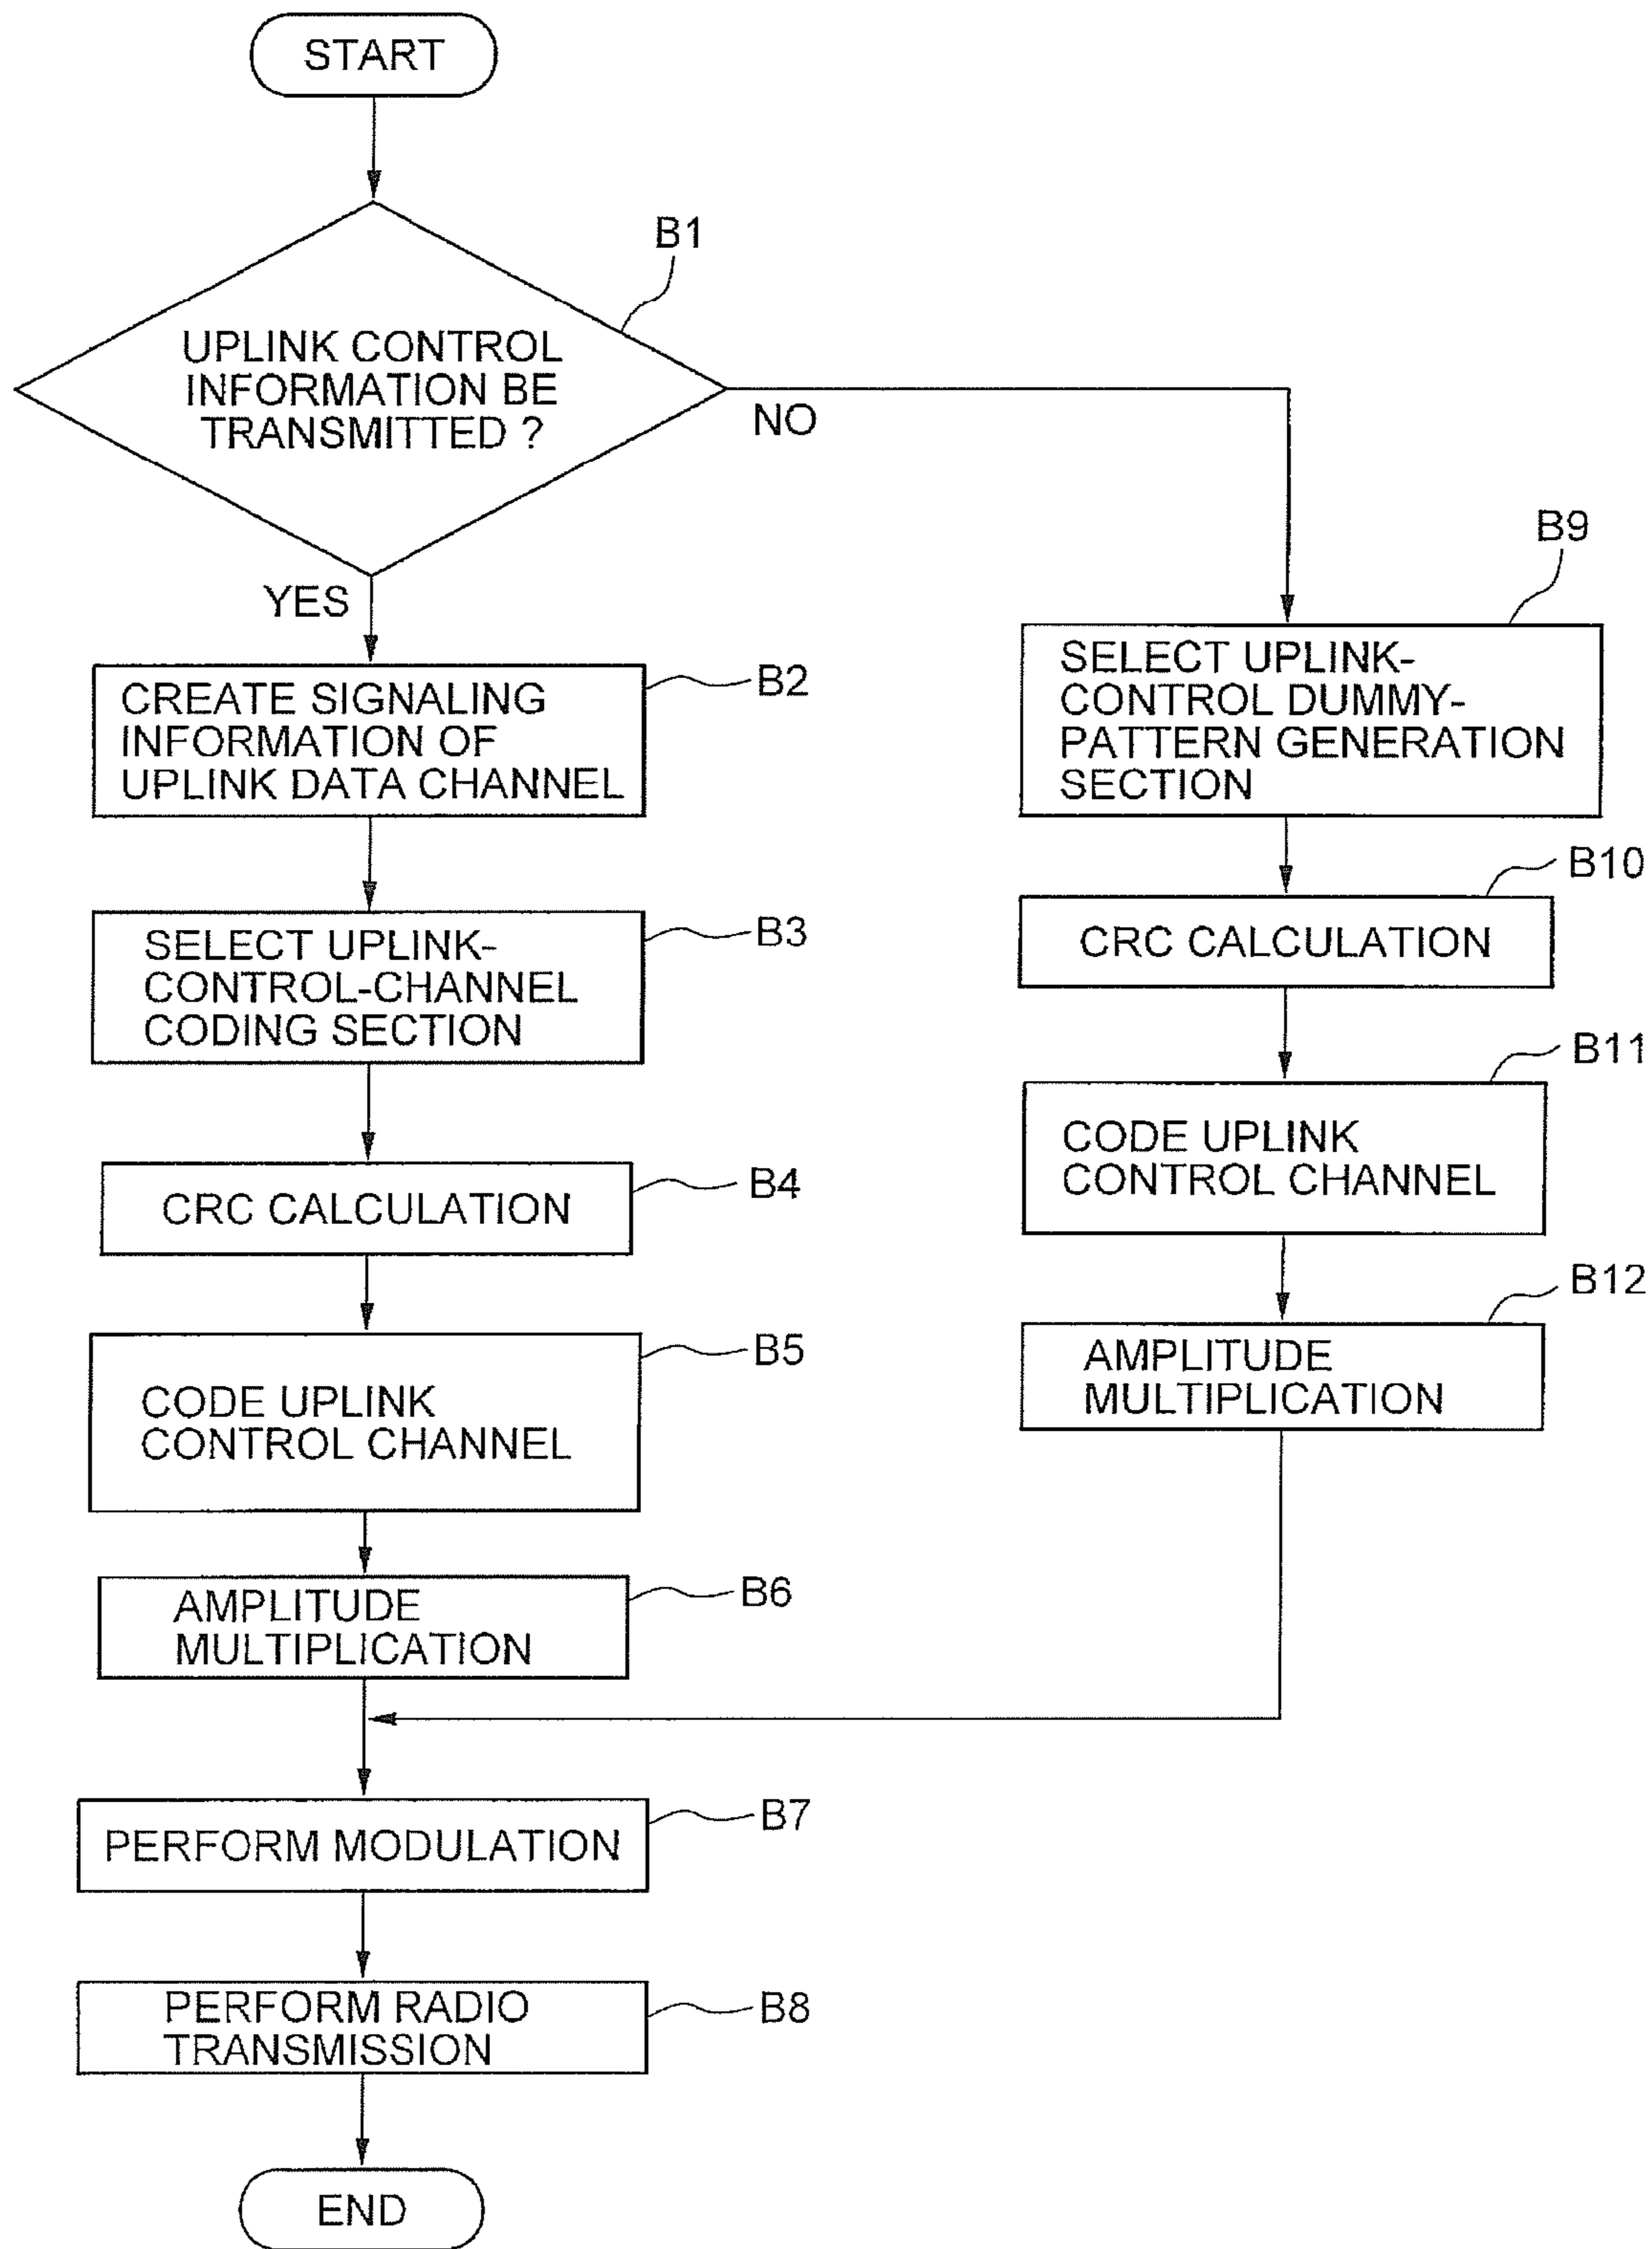 START
B1
UPLINK CONTROL
INFORMATION BE
TRANSMITTED ?
NO
YES
B2
CREATE SIGNALING
INFORMATION OF
UPLINK DATA CHANNEL
B3
SELECT UPLINK-
CONTROL-CHANNEL
CODING SECTION
B4
CRC CALCULATION
B5
CODE UPLINK
CONTROL CHANNEL
B6
AMPLITUDE
MULTIPLICATION
B9
SELECT UPLINK-
CONTROL DUMMY-
PATTERN GENERATION
SECTION
B10
CRC CALCULATION
B11
CODE UPLINK
CONTROL CHANNEL
B12
AMPLITUDE
MULTIPLICATION
B7
PERFORM MODULATION
B8
PERFORM RADIO
TRANSMISSION
END